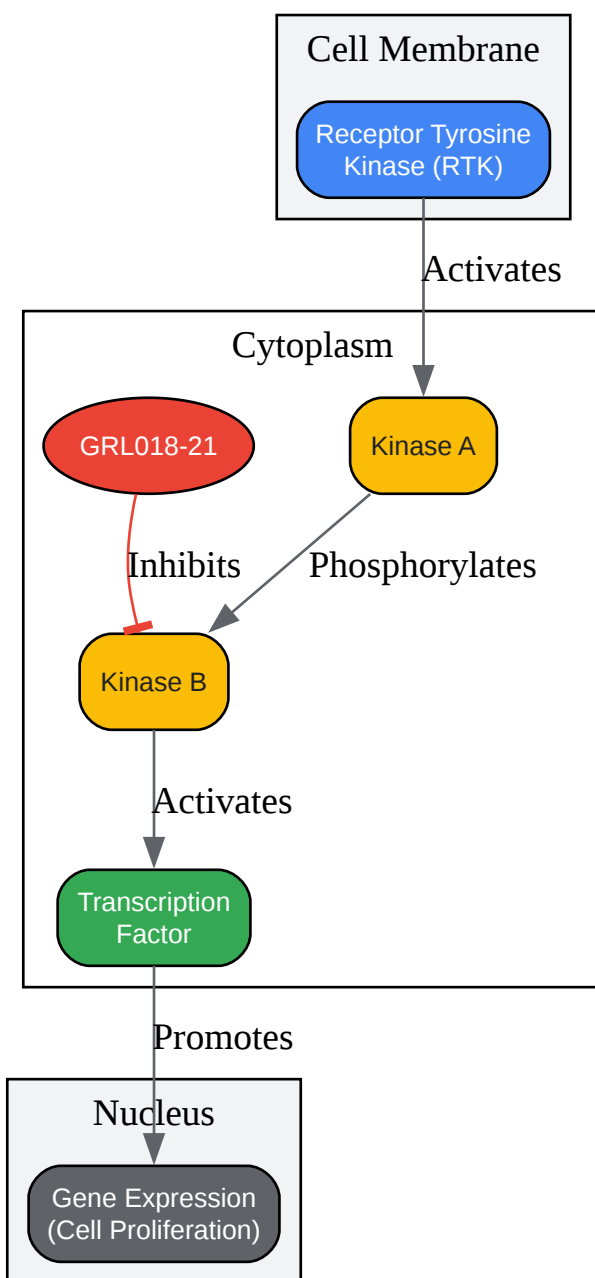 Cell Membrane
Receptor Tyrosine
Kinase (RTK)
Activates
Cytoplasm
GRL018-21
Kinase A
Inhibits
Phosphorylates
Kinase B
Activates
Transcription
Factor
Promotes
Nucleus
Gene Expression
(Cell Proliferation)